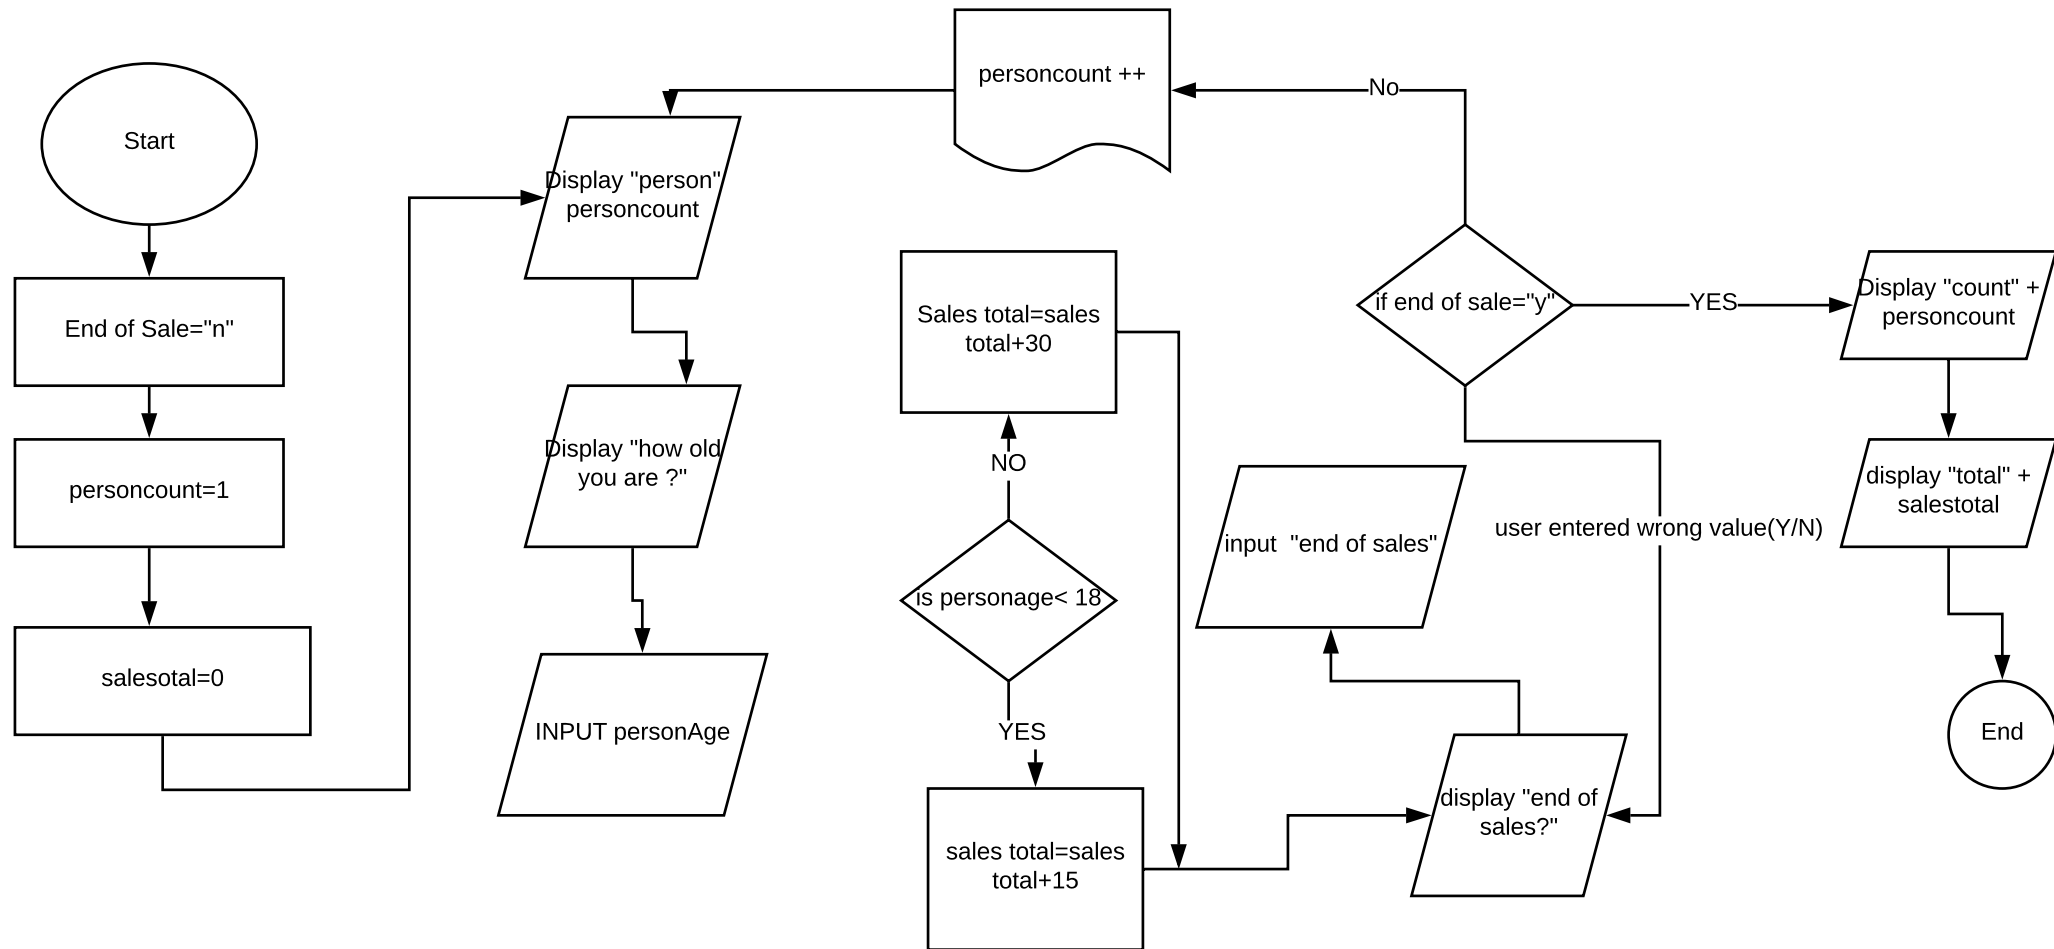 Start
End of Sale="n"
personcount=1
salesotal=0
Display "person"
personcount
Display "how old
you are ?"
INPUT personAge
personcount ++
Sales total=sales
total+30
NO
is personage< 18
YES
sales total=sales
total+15
No
if end of sale="y"
YES
input  "end of sales"
user entered wrong value(Y/N)
display "end of
sales?"
Display "count" +
personcount
display "total" +
salestotal
End